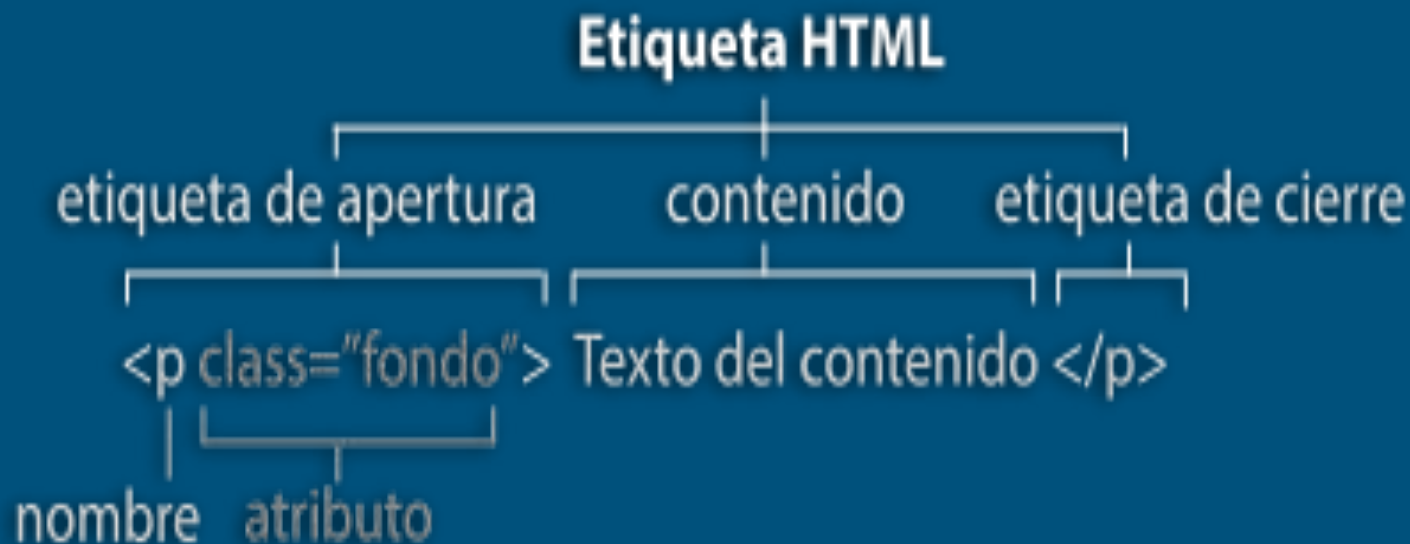 Etiqueta HTML
etiqueta de apertura contenido etiqueta de cierre
<p class="fondo"> Texto del contenido </p>
nombre atributo